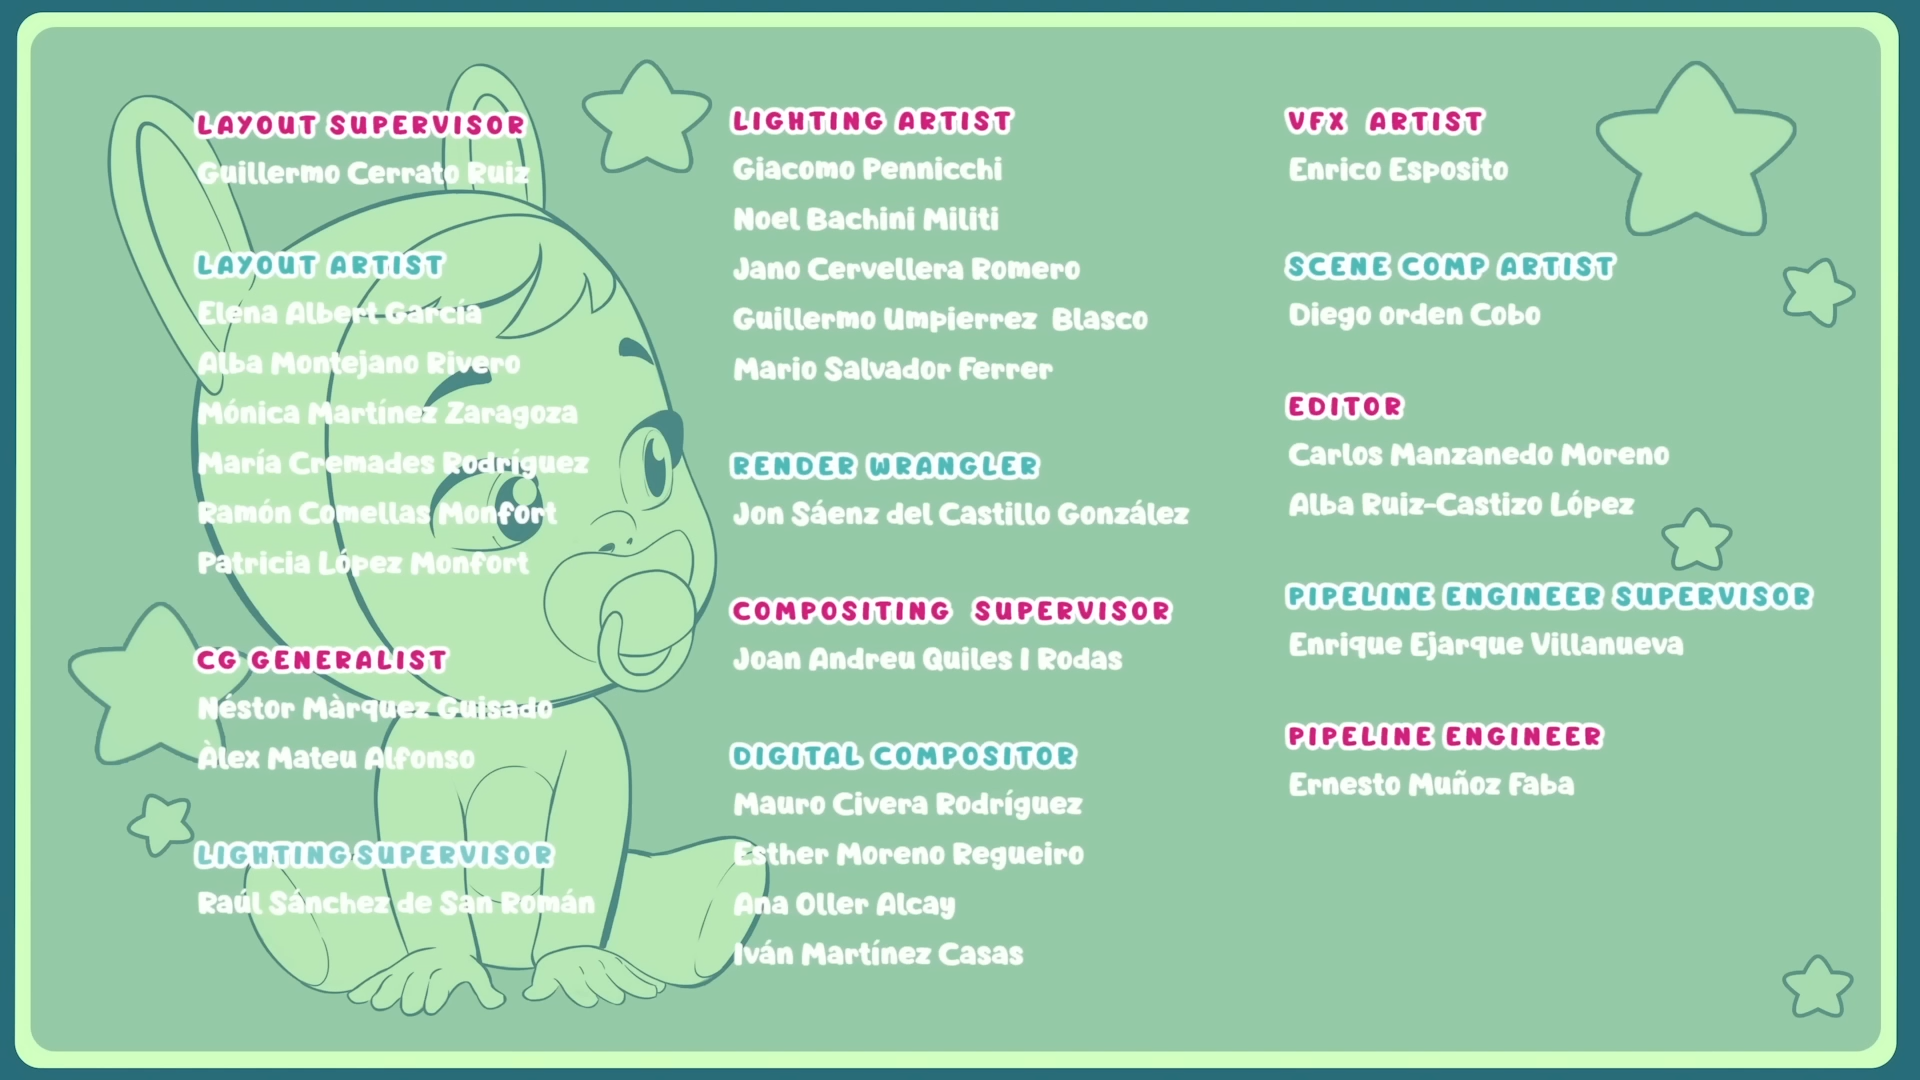 LAYOUT SUPERVISOR
Guillermo Cerrato Ruiz
LAYOUT ARTIST
Elena Albert García
Alba Montejano Rivero
Mónica Martínez Zaragoza
María Cremades Rodríguez
Ramón Comellas Monfort
Patricia López Monfort
CG GENERALIST
Néstor Màrquez Guisado
Àlex Mateu Alfonso
LIGHTING SUPERVISOR
Raúl Sánchez de San Román
LIGHTING ARTIST
Giacomo Pennicchi
Noel Bachini Militi
Jano Cervellera Romero
Guillermo Umpierrez Blasco
Mario Salvador Ferrer
RENDER WRANGLER
Jon Sáenz del Castillo González
COMPOSITING SUPERVISOR
Joan Andreu Quiles I Rodas
DIGITAL COMPOSITOR
Mauro Civera Rodríguez
Esther Moreno Regueiro
Ana Oller Alcay
Iván Martínez Casas
VFX ARTIST
Enrico Esposito
SCENE COMP ARTIST
Diego orden Cobo
EDITOR
Carlos Manzanedo Moreno
Alba Ruiz-Castizo López
PIPELINE ENGINEER SUPERVISOR
Enrique Ejarque Villanueva
PIPELINE ENGINEER
Ernesto Muñoz Faba